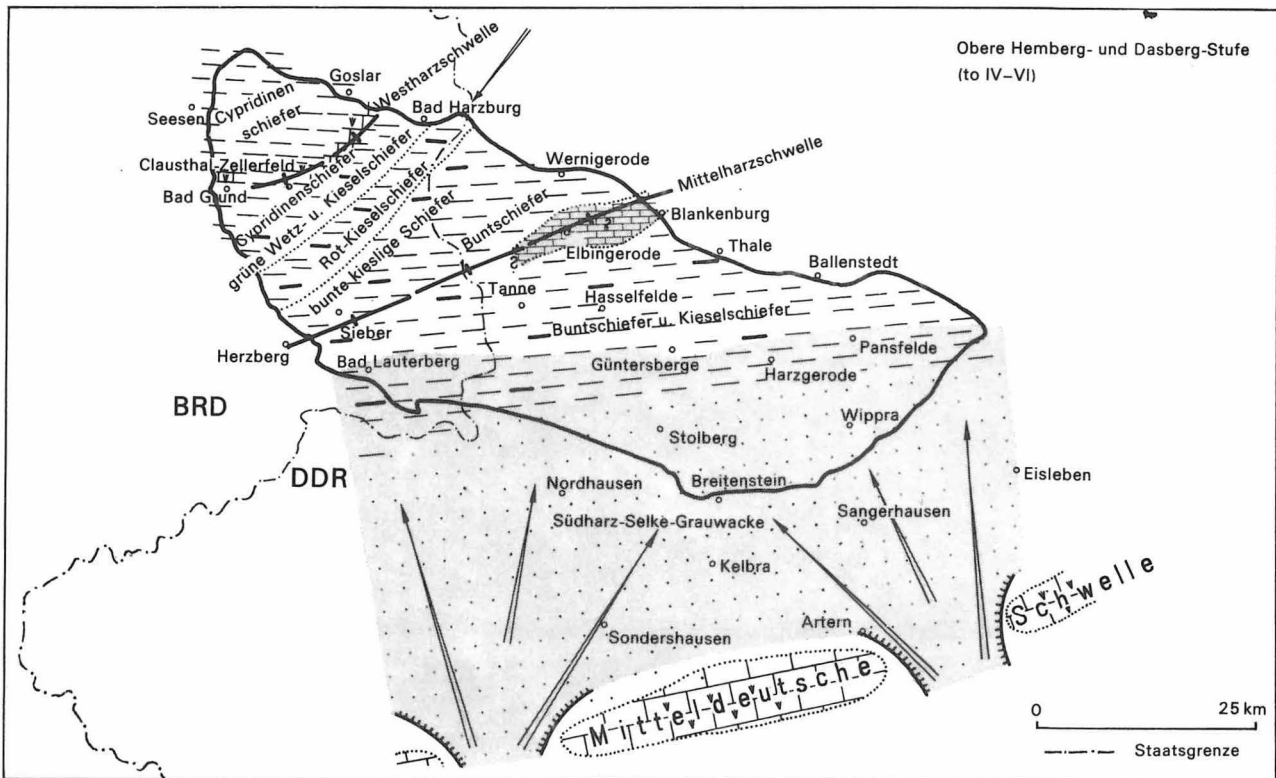 Obere Hemberg- und Dasberg-Stufe
(to IV–VI)
Goslar
Westharzschwelle
Bad Harzburg
Seesen
Cypridinen
schiefer
Clausthal-Zellerfeld
Bad Grund
Cypridinenschiefer
grüne Wetz- u. Kieselschiefer
Rot-Kieselschiefer
bunte kieslige Schiefer
Buntschiefer
Wernigerode
Mittelharzschwelle
?
Blankenburg
Elbingerode
?
Thale
Ballenstedt
Tanne
Hasselfelde
Buntschiefer u. Kieselschiefer
Sieber
Herzberg
Bad Lauterberg
Güntersberge
Pansfelde
Harzgerode
BRD
Wippra
Stolberg
DDR
Eisleben
Nordhausen
Breitenstein
Sangerhausen
Südharz-Selke-Grauwacke
Kelbra
Artern
Sondershausen
Mitteldeutsche
Schwelle
0 25 km
Staatsgrenze